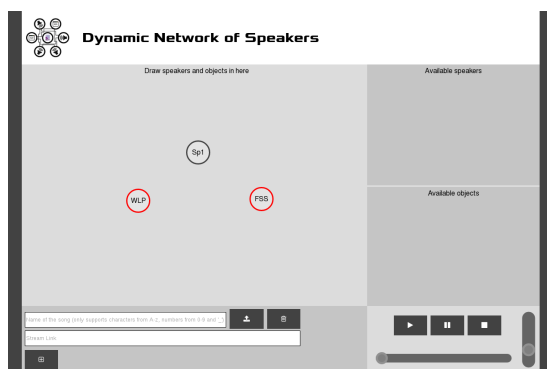 Dynamic Network of Speakers
Draw speakers and objects in here
Available speakers
Sp1
WLP
FSS
Available objects
Name of the song (only supports characters from A-z, numbers from 0-9 and '_')
Stream Link